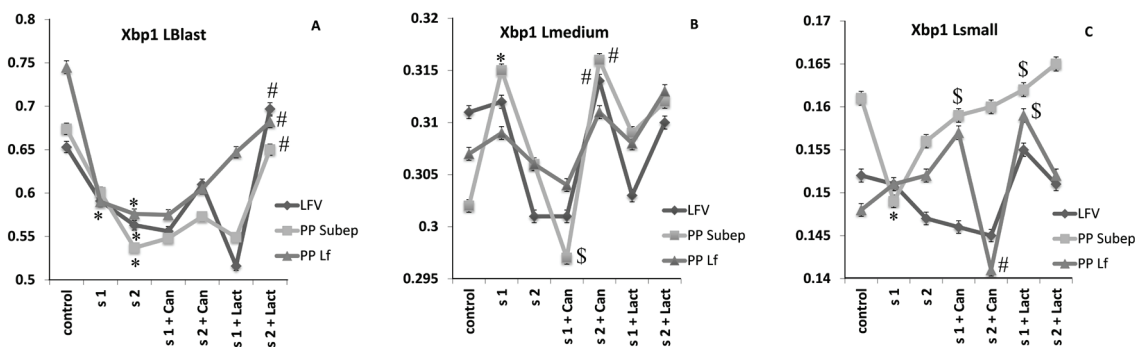 Xbp1 LBlast
A
0.8
0.75
0.7
0.65
0.6
0.55
0.5
#
#
#
*
*
*
*
LFV
PP Subep
PP Lf
control
s 1
s 2
s 1 + Can
s 2 + Can
s 1 + Lact
s 2 + Lact
Xbp1 Lmedium
B
0.32
0.315
0.31
0.305
0.3
0.295
*
#
#
$
LFV
PP Subep
PP Lf
control
s 1
s 2
s 1 + Can
s 2 + Can
s 1 + Lact
s 2 + Lact
Xbp1 Lsmall
C
0.17
0.165
0.16
0.155
0.15
0.145
0.14
$
$
$
*
#
LFV
PP Subep
PP Lf
control
s 1
s 2
s 1 + Can
s 2 + Can
s 1 + Lact
s 2 + Lact